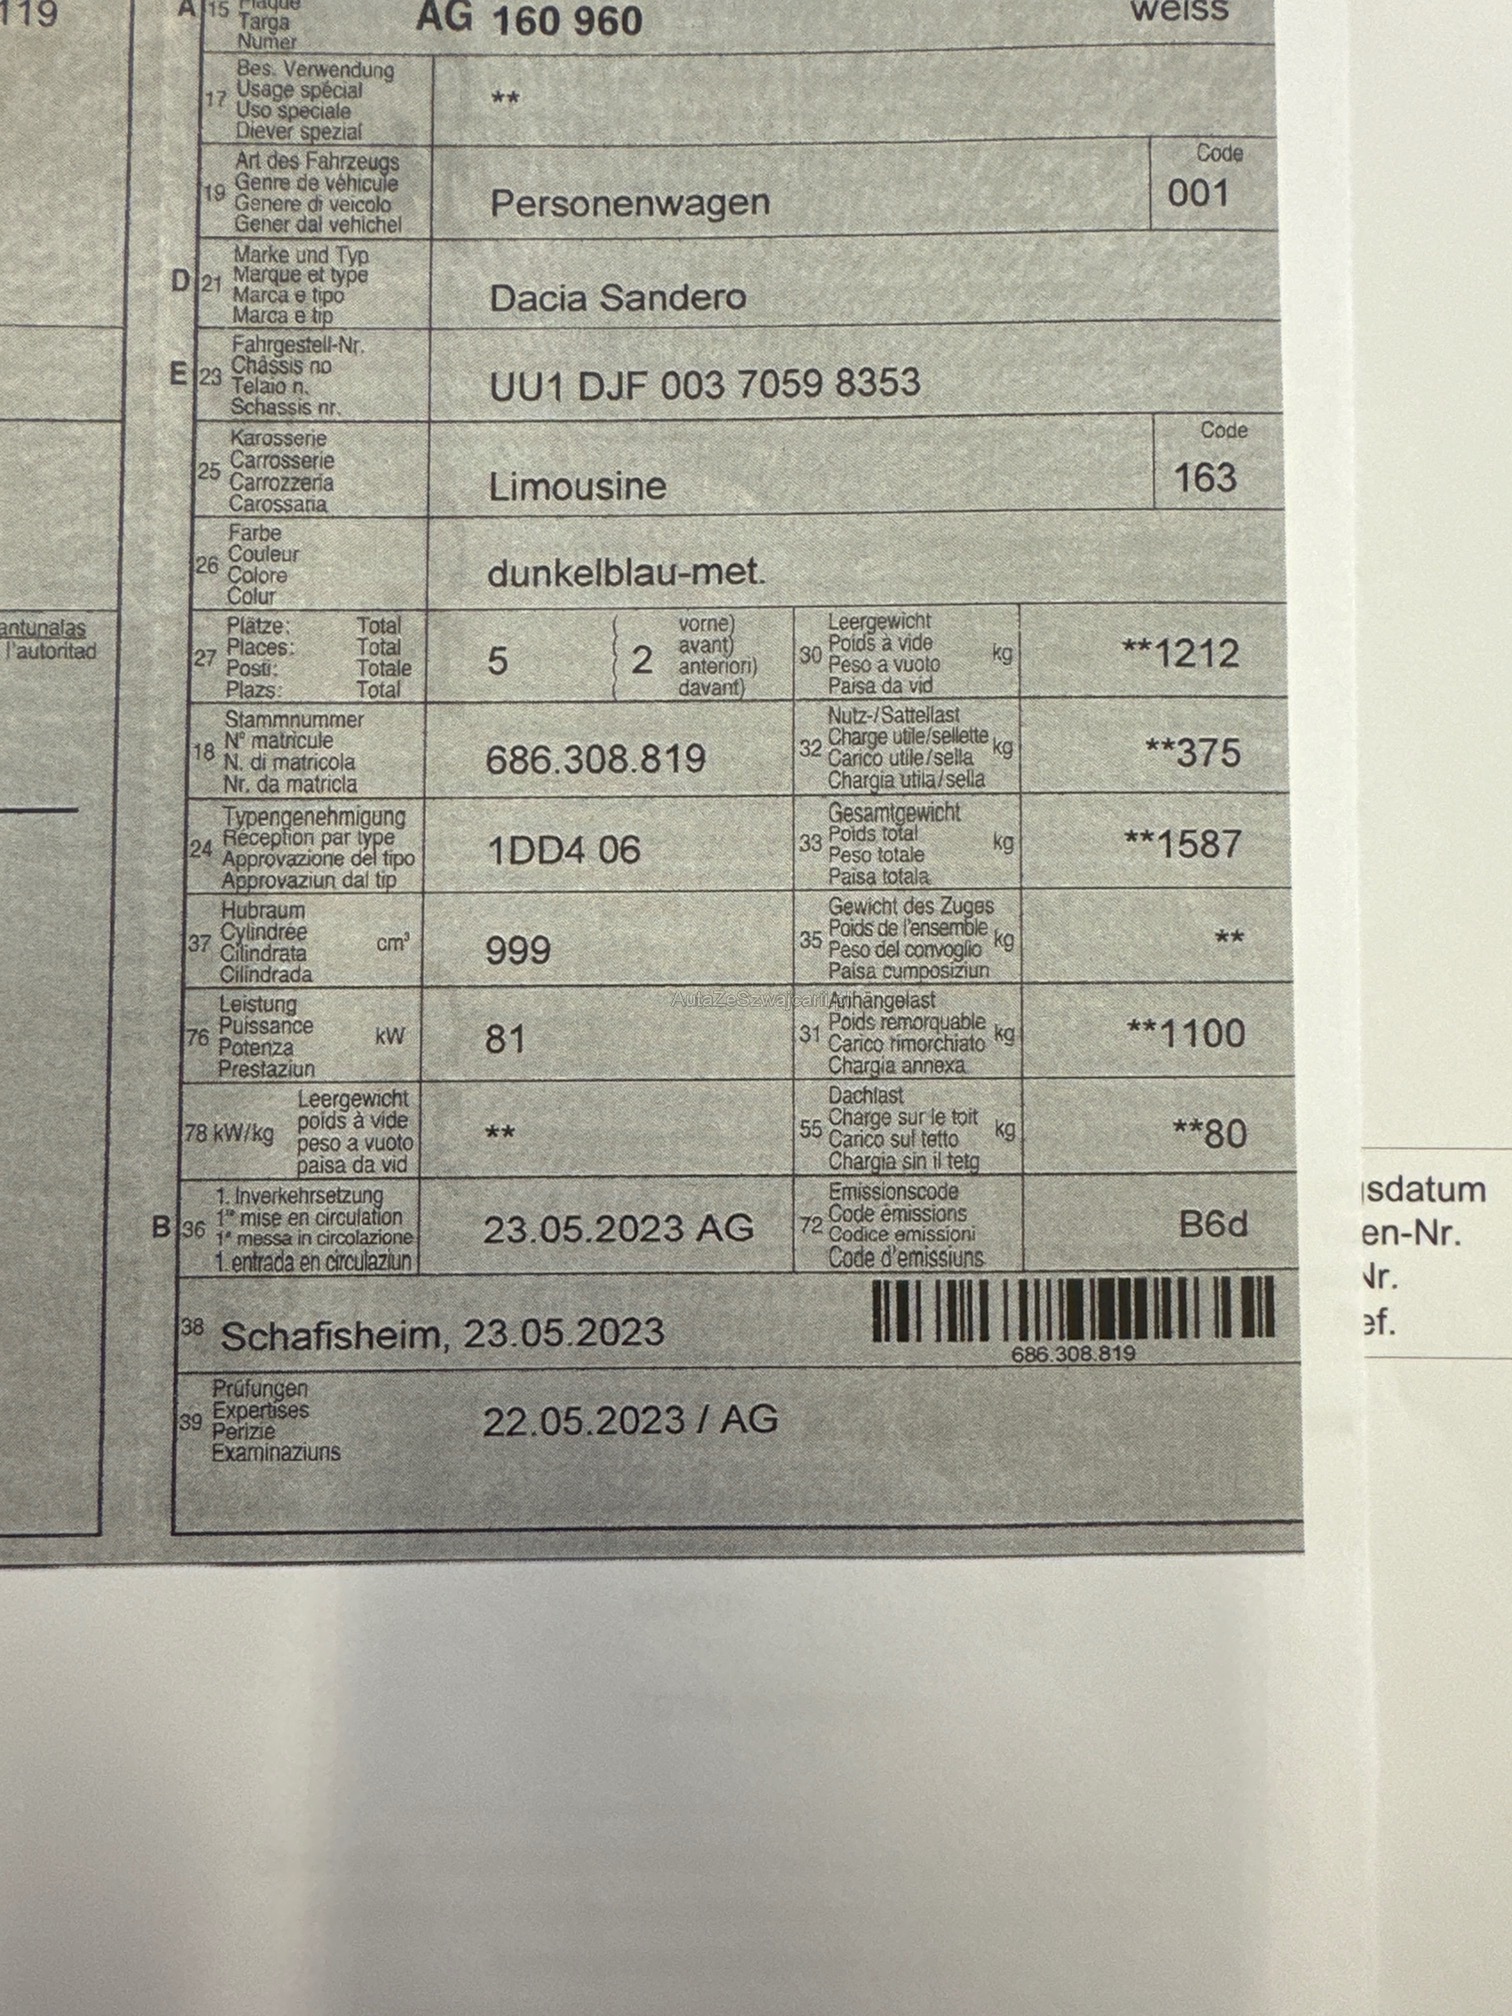 119
A 15 Plaque
Targa
Numer
AG 160 960
weiss
17 Bes. Verwendung
Usage spécial
Uso speciale
Diever spezial
**
19 Art des Fahrzeugs
Genre de véhicule
Genere di veicolo
Gener dal vehichel
Personenwagen
Code
001
D 21 Marke und Typ
Marque et type
Marca e tipo
Marca e tip
Dacia Sandero
E 23 Fahrgestell-Nr.
Châssis no
Telaio n.
Schassis nr.
UU1 DJF 003 7059 8353
25 Karosserie
Carrosserie
Carrozzeria
Carossaria
Limousine
Code
163
26 Farbe
Couleur
Colore
Colur
dunkelblau-met.
antunalas
l'autoritad
27 Plätze: Total
Places: Total
Posti: Totale
Plazs: Total
5
2
vorne)
avant)
anteriori)
davant)
30 Leergewicht
Poids à vide
Peso a vuoto
Paisa da vid
kg
**1212
18 Stammnummer
N° matricule
N. di matricola
Nr. da matricla
686.308.819
32 Nutz-/Sattellast
Charge utile/sellette
Carico utile/sella
Chargia utila/sella
kg
**375
24 Typengenehmigung
Réception par type
Approvazione del tipo
Approvaziun dal tip
1DD4 06
33 Gesamtgewicht
Poids total
Peso totale
Paisa totala
kg
**1587
37 Hubraum
Cylindrée
Cilindrata
Cilindrada
cm³
999
35 Gewicht des Zuges
Poids de l'ensemble
Peso del convoglio
Paisa cumposiziun
kg
**
76 Leistung
Puissance
Potenza
Prestaziun
kW
81
31 Anhängelast
Poids remorquable
Carico rimorchiato
Chargia annexa
kg
**1100
78 kW/kg Leergewicht
poids à vide
peso a vuoto
paisa da vid
**
55 Dachlast
Charge sur le toit
Carico sul tetto
Chargia sin il tetg
kg
**80
B 36 1. Inverkehrsetzung
1re mise en circulation
1a messa in circolazione
1. entrada en circulaziun
23.05.2023 AG
72 Emissionscode
Code émissions
Codice emissioni
Code d'emissiuns
B6d
38 Schafisheim, 23.05.2023
686.308.819
39 Prüfungen
Expertises
Perizie
Examinaziuns
22.05.2023 / AG
sdatum
en-Nr.
Nr.
ef.